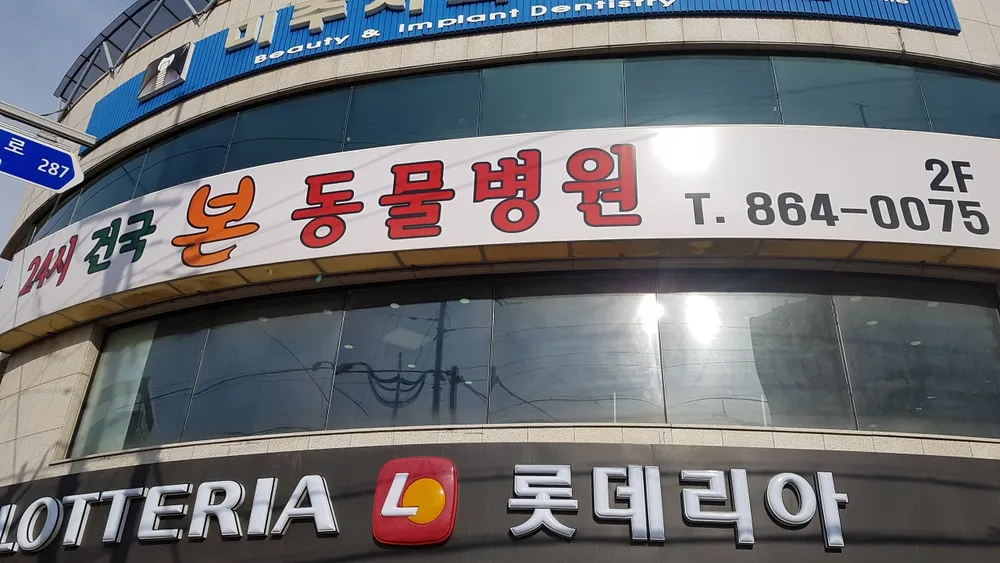 Beauty & Implant Dentistry
로 287
24시 건국 본 동물병원 T. 864-0075 2F
LOTTERIA L 롯데리아